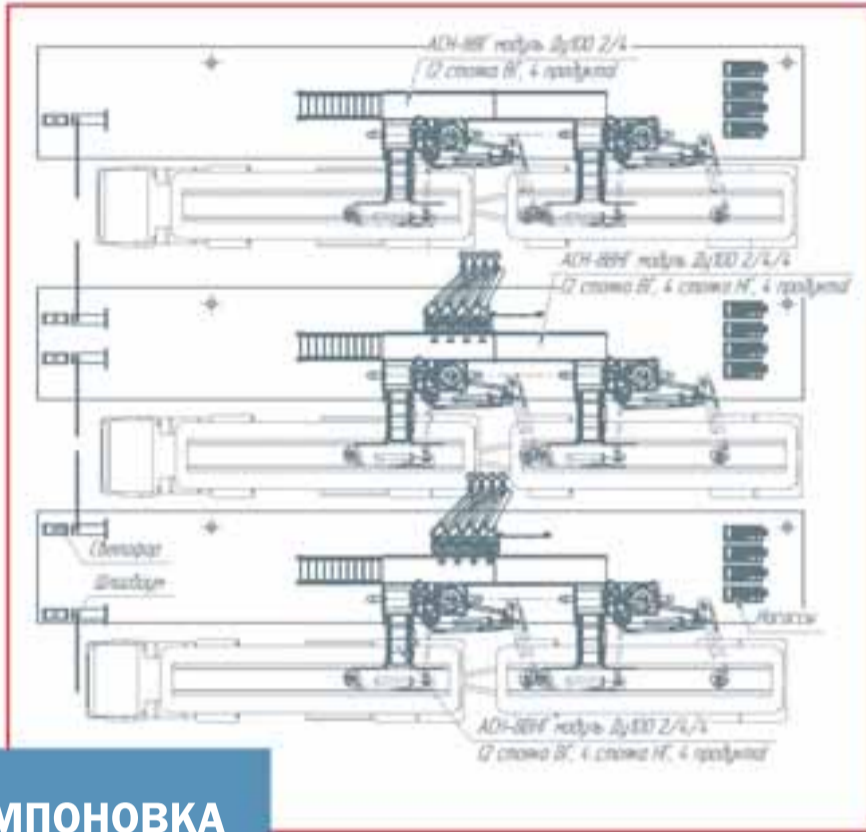 АСН-8ВГ модуль Ду100 2/4
(2 стояка ВГ, 4 продукта)
АСН-8ВНГ модуль Ду100 2/4/4
(2 стояка ВГ, 4 стояка НГ, 4 продукта)
Светофор
Шлагбаум
Насосы
АСН-8ВНГ модуль Ду100 2/4/4
(2 стояка ВГ, 4 стояка НГ, 4 продукта)
МПОНОВКА